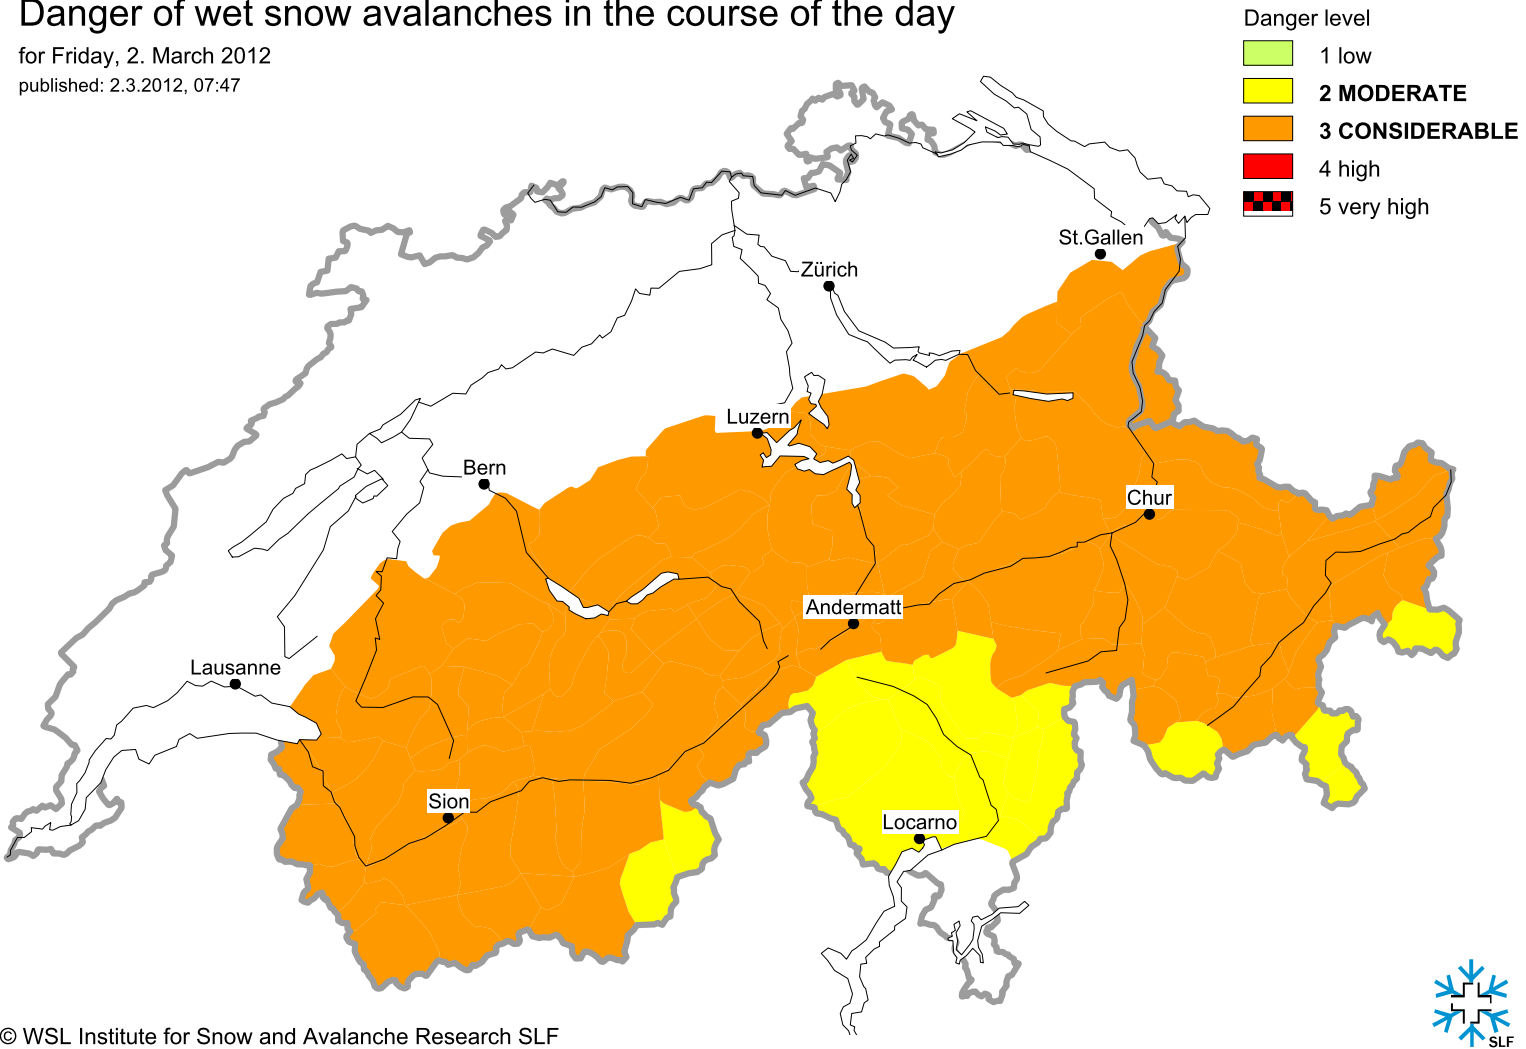 Danger of wet snow avalanches in the course of the day
for Friday, 2. March 2012
published: 2.3.2012, 07:47
Danger level
1 low
2 MODERATE
3 CONSIDERABLE
4 high
5 very high
St.Gallen
Zürich
Luzern
Bern
Chur
Andermatt
Lausanne
Sion
Locarno
© WSL Institute for Snow and Avalanche Research SLF
SLF